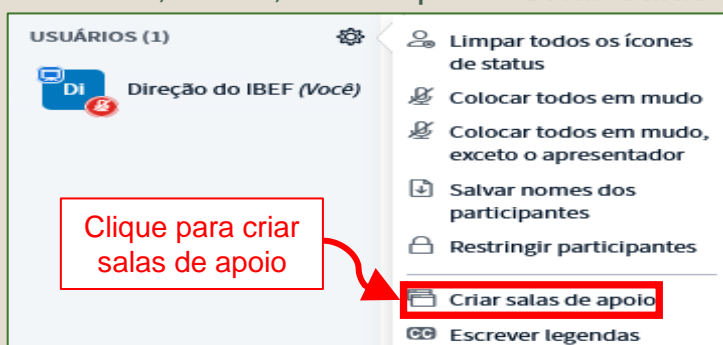 USUÁRIOS (1)
Di
Direção do IBEF (Você)
Clique para criar
salas de apoio
Limpar todos os ícones
de status
Colocar todos em mudo
Colocar todos em mudo,
exceto o apresentador
Salvar nomes dos
participantes
Restringir participantes
Criar salas de apoio
CC Escrever legendas